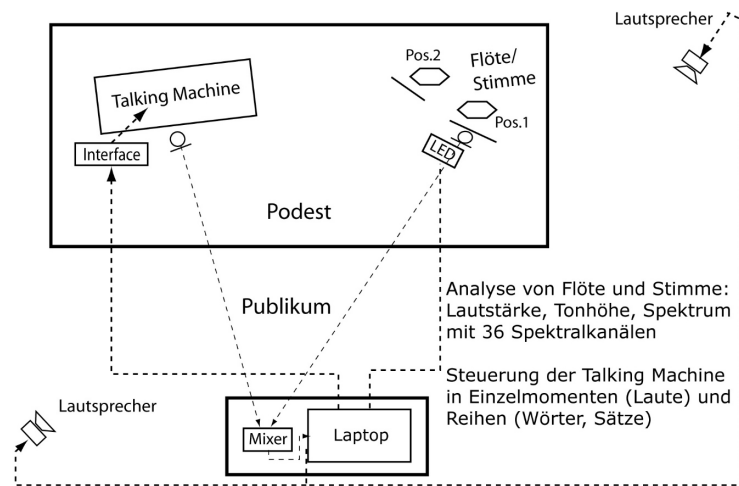 Lautsprecher
Pos.2
Flöte/
Stimme
Talking Machine
Pos.1
Interface
LED
Podest
Publikum
Analyse von Flöte und Stimme:
Lautstärke, Tonhöhe, Spektrum
mit 36 Spektralkanälen
Steuerung der Talking Machine
in Einzelmomenten (Laute) und
Reihen (Wörter, Sätze)
Lautsprecher
Mixer
Laptop